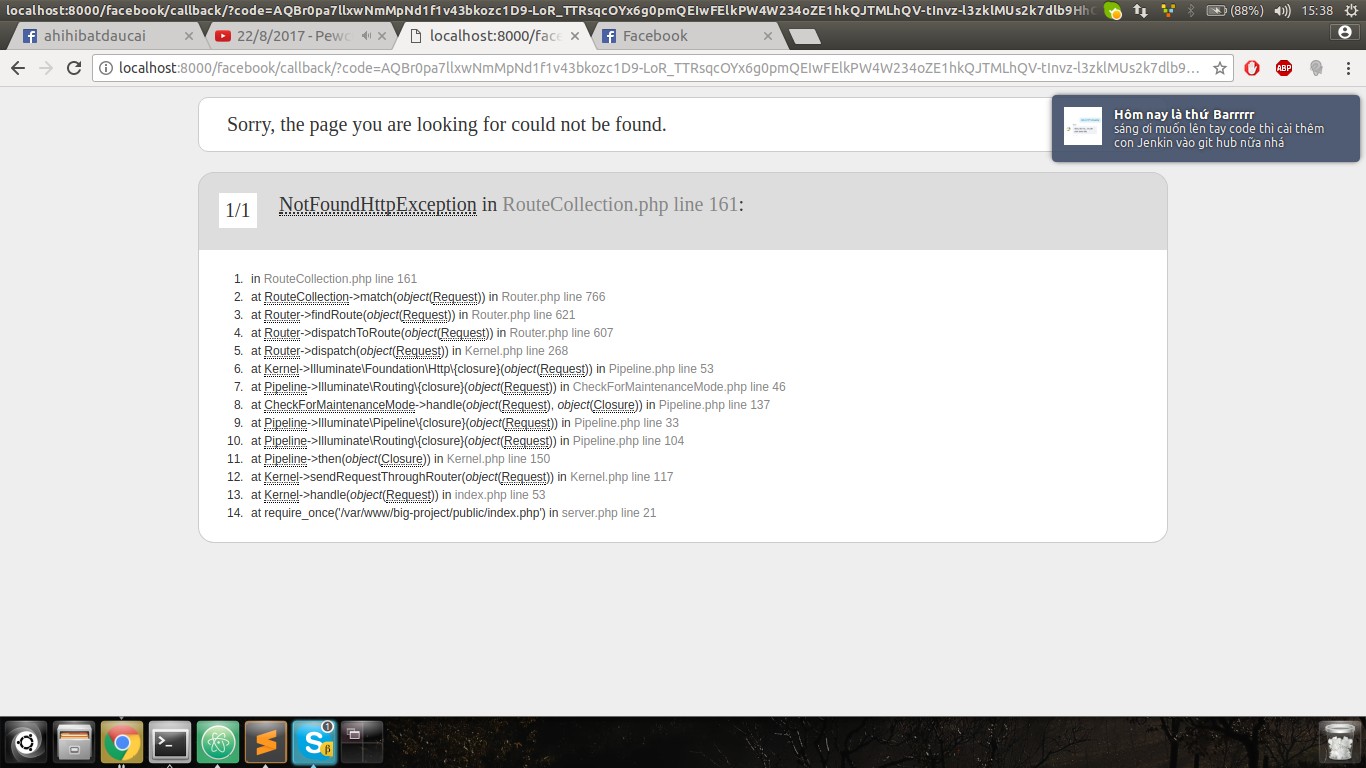 localhost:8000/facebook/callback/?code=AQBr0pa7llxwNmMpNd1f1v43bkozc1D9-LoR_TTRsqcOYx6g0pmQEIwFElkPW4W234oZE1hkQJTMLhQV-tInvz-l3zklMUs2k7dlb9HhC (88%) 15:38
ahihibatdaucai 22/8/2017 - Pewc localhost:8000/face Facebook
localhost:8000/facebook/callback/?code=AQBr0pa7llxwNmMpNd1f1v43bkozc1D9-LoR_TTRsqcOYx6g0pmQEIwFElkPW4W234oZE1hkQJTMLhQV-tInvz-l3zklMUs2k7dlb9... ABP
Sorry, the page you are looking for could not be found.
Hôm nay là thứ Barrrrr
sáng ơi muốn lên tay code thì cài thêm
con Jenkin vào git hub nữa nhá
1/1 NotFoundHttpException in RouteCollection.php line 161:
1. in RouteCollection.php line 161
2. at RouteCollection->match(object(Request)) in Router.php line 766
3. at Router->findRoute(object(Request)) in Router.php line 621
4. at Router->dispatchToRoute(object(Request)) in Router.php line 607
5. at Router->dispatch(object(Request)) in Kernel.php line 268
6. at Kernel->Illuminate\Foundation\Http\{closure}(object(Request)) in Pipeline.php line 53
7. at Pipeline->Illuminate\Routing\{closure}(object(Request)) in CheckForMaintenanceMode.php line 46
8. at CheckForMaintenanceMode->handle(object(Request), object(Closure)) in Pipeline.php line 137
9. at Pipeline->Illuminate\Pipeline\{closure}(object(Request)) in Pipeline.php line 33
10. at Pipeline->Illuminate\Routing\{closure}(object(Request)) in Pipeline.php line 104
11. at Pipeline->then(object(Closure)) in Kernel.php line 150
12. at Kernel->sendRequestThroughRouter(object(Request)) in Kernel.php line 117
13. at Kernel->handle(object(Request)) in index.php line 53
14. at require_once('/var/www/big-project/public/index.php') in server.php line 21